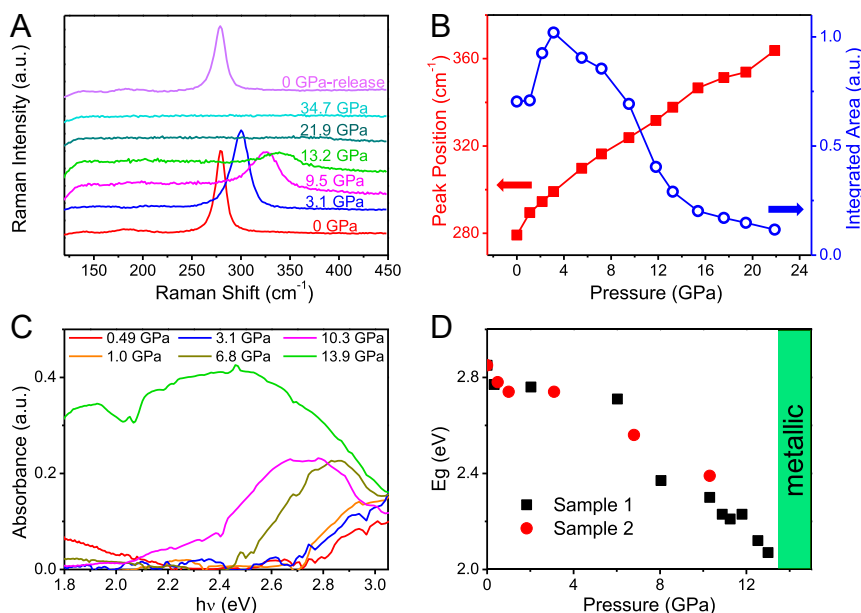 A
Raman Intensity (a.u.)
0 GPa-release
34.7 GPa
21.9 GPa
13.2 GPa
9.5 GPa
3.1 GPa
0 GPa
150 200 250 300 350 400 450
Raman Shift (cm⁻¹)
B
Peak Position (cm⁻¹)
360
320
280
1.0
0.5
0.0
Integrated Area (a.u.)
0 4 8 12 16 20 24
Pressure (GPa)
C
Absorbance (a.u.)
0.49 GPa 3.1 GPa 10.3 GPa
1.0 GPa 6.8 GPa 13.9 GPa
0.4
0.2
0.0
1.8 2.0 2.2 2.4 2.6 2.8 3.0
hν (eV)
D
Eg (eV)
2.8
2.4
2.0
Sample 1
Sample 2
metallic
0 4 8 12
Pressure (GPa)